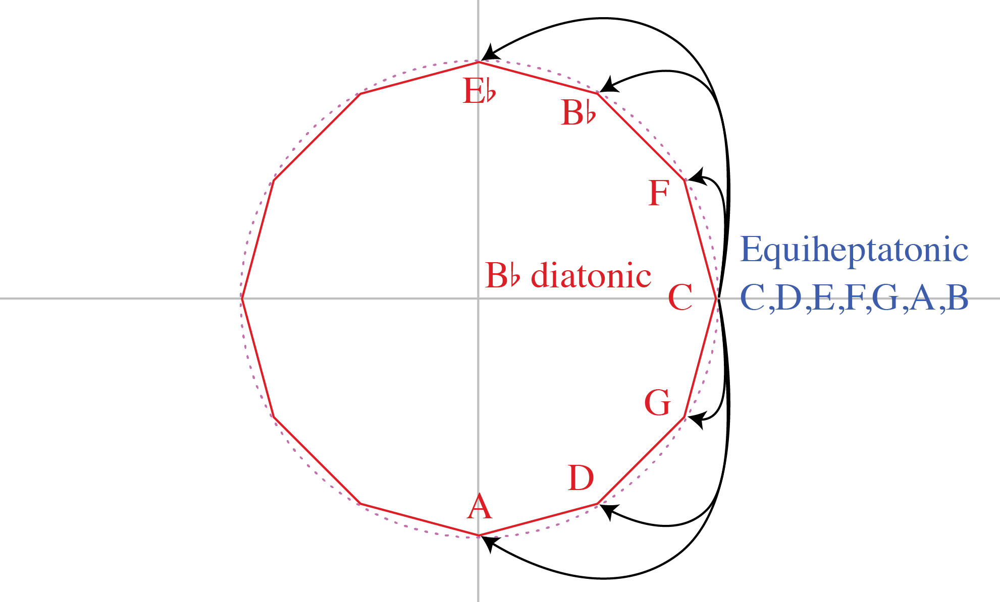 E♭
B♭
F
Equiheptatonic
B♭ diatonic
C
C,D,E,F,G,A,B
G
D
A